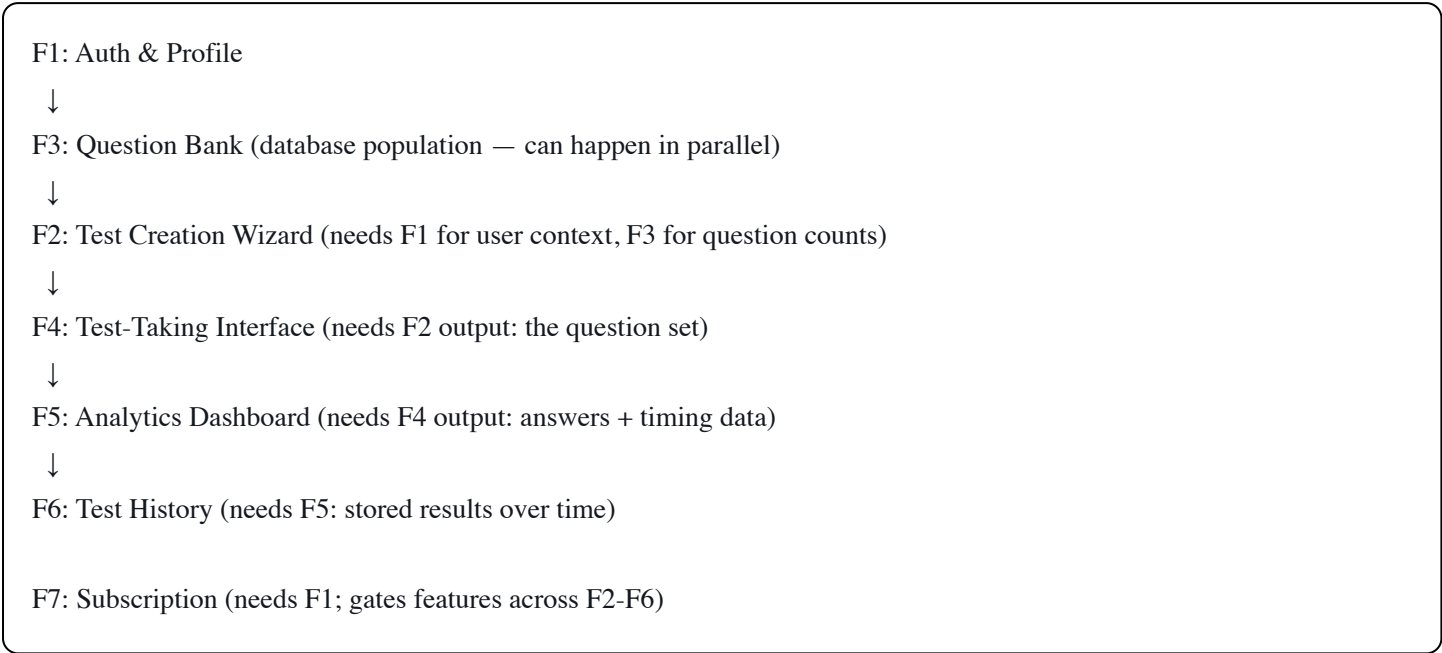 F1: Auth & Profile
↓
F3: Question Bank (database population — can happen in parallel)
↓
F2: Test Creation Wizard (needs F1 for user context, F3 for question counts)
↓
F4: Test-Taking Interface (needs F2 output: the question set)
↓
F5: Analytics Dashboard (needs F4 output: answers + timing data)
↓
F6: Test History (needs F5: stored results over time)
F7: Subscription (needs F1; gates features across F2-F6)